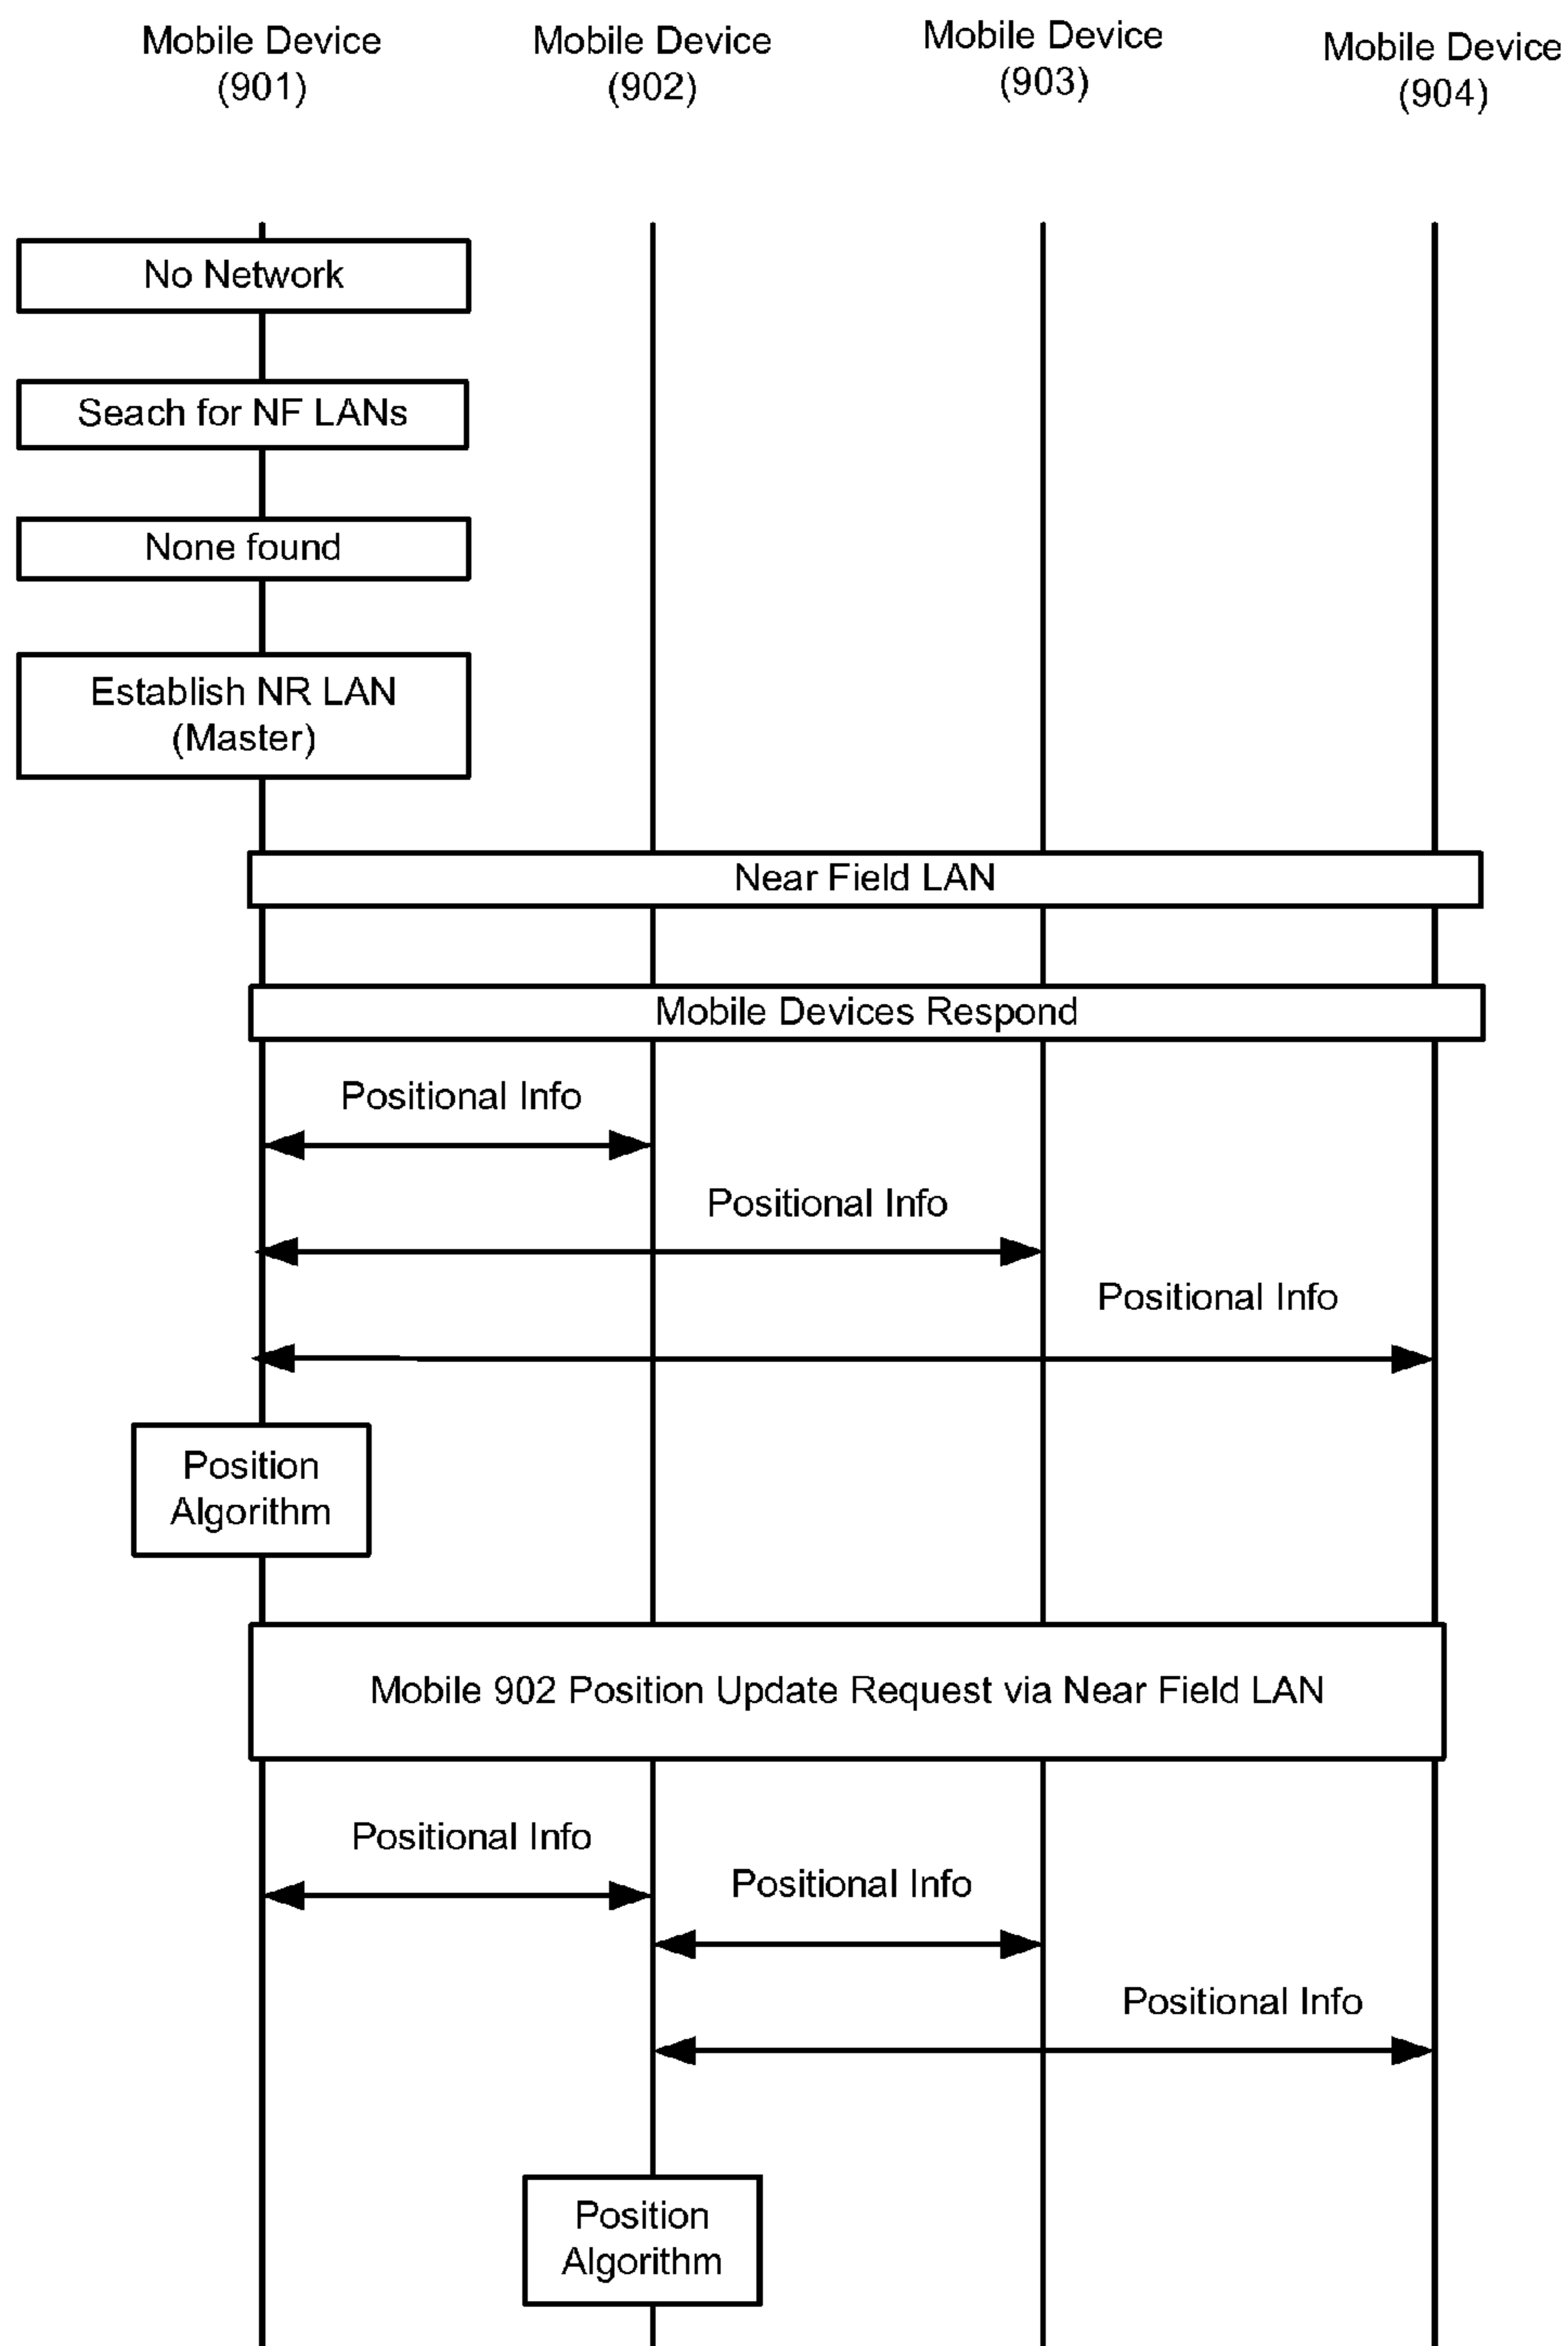 Mobile Device
(901)
Mobile Device
(902)
Mobile Device
(903)
Mobile Device
(904)
No Network
Seach for NF LANs
None found
Establish NR LAN
(Master)
Near Field LAN
Mobile Devices Respond
Positional Info
Positional Info
Positional Info
Position
Algorithm
Mobile 902 Position Update Request via Near Field LAN
Positional Info
Positional Info
Positional Info
Position
Algorithm